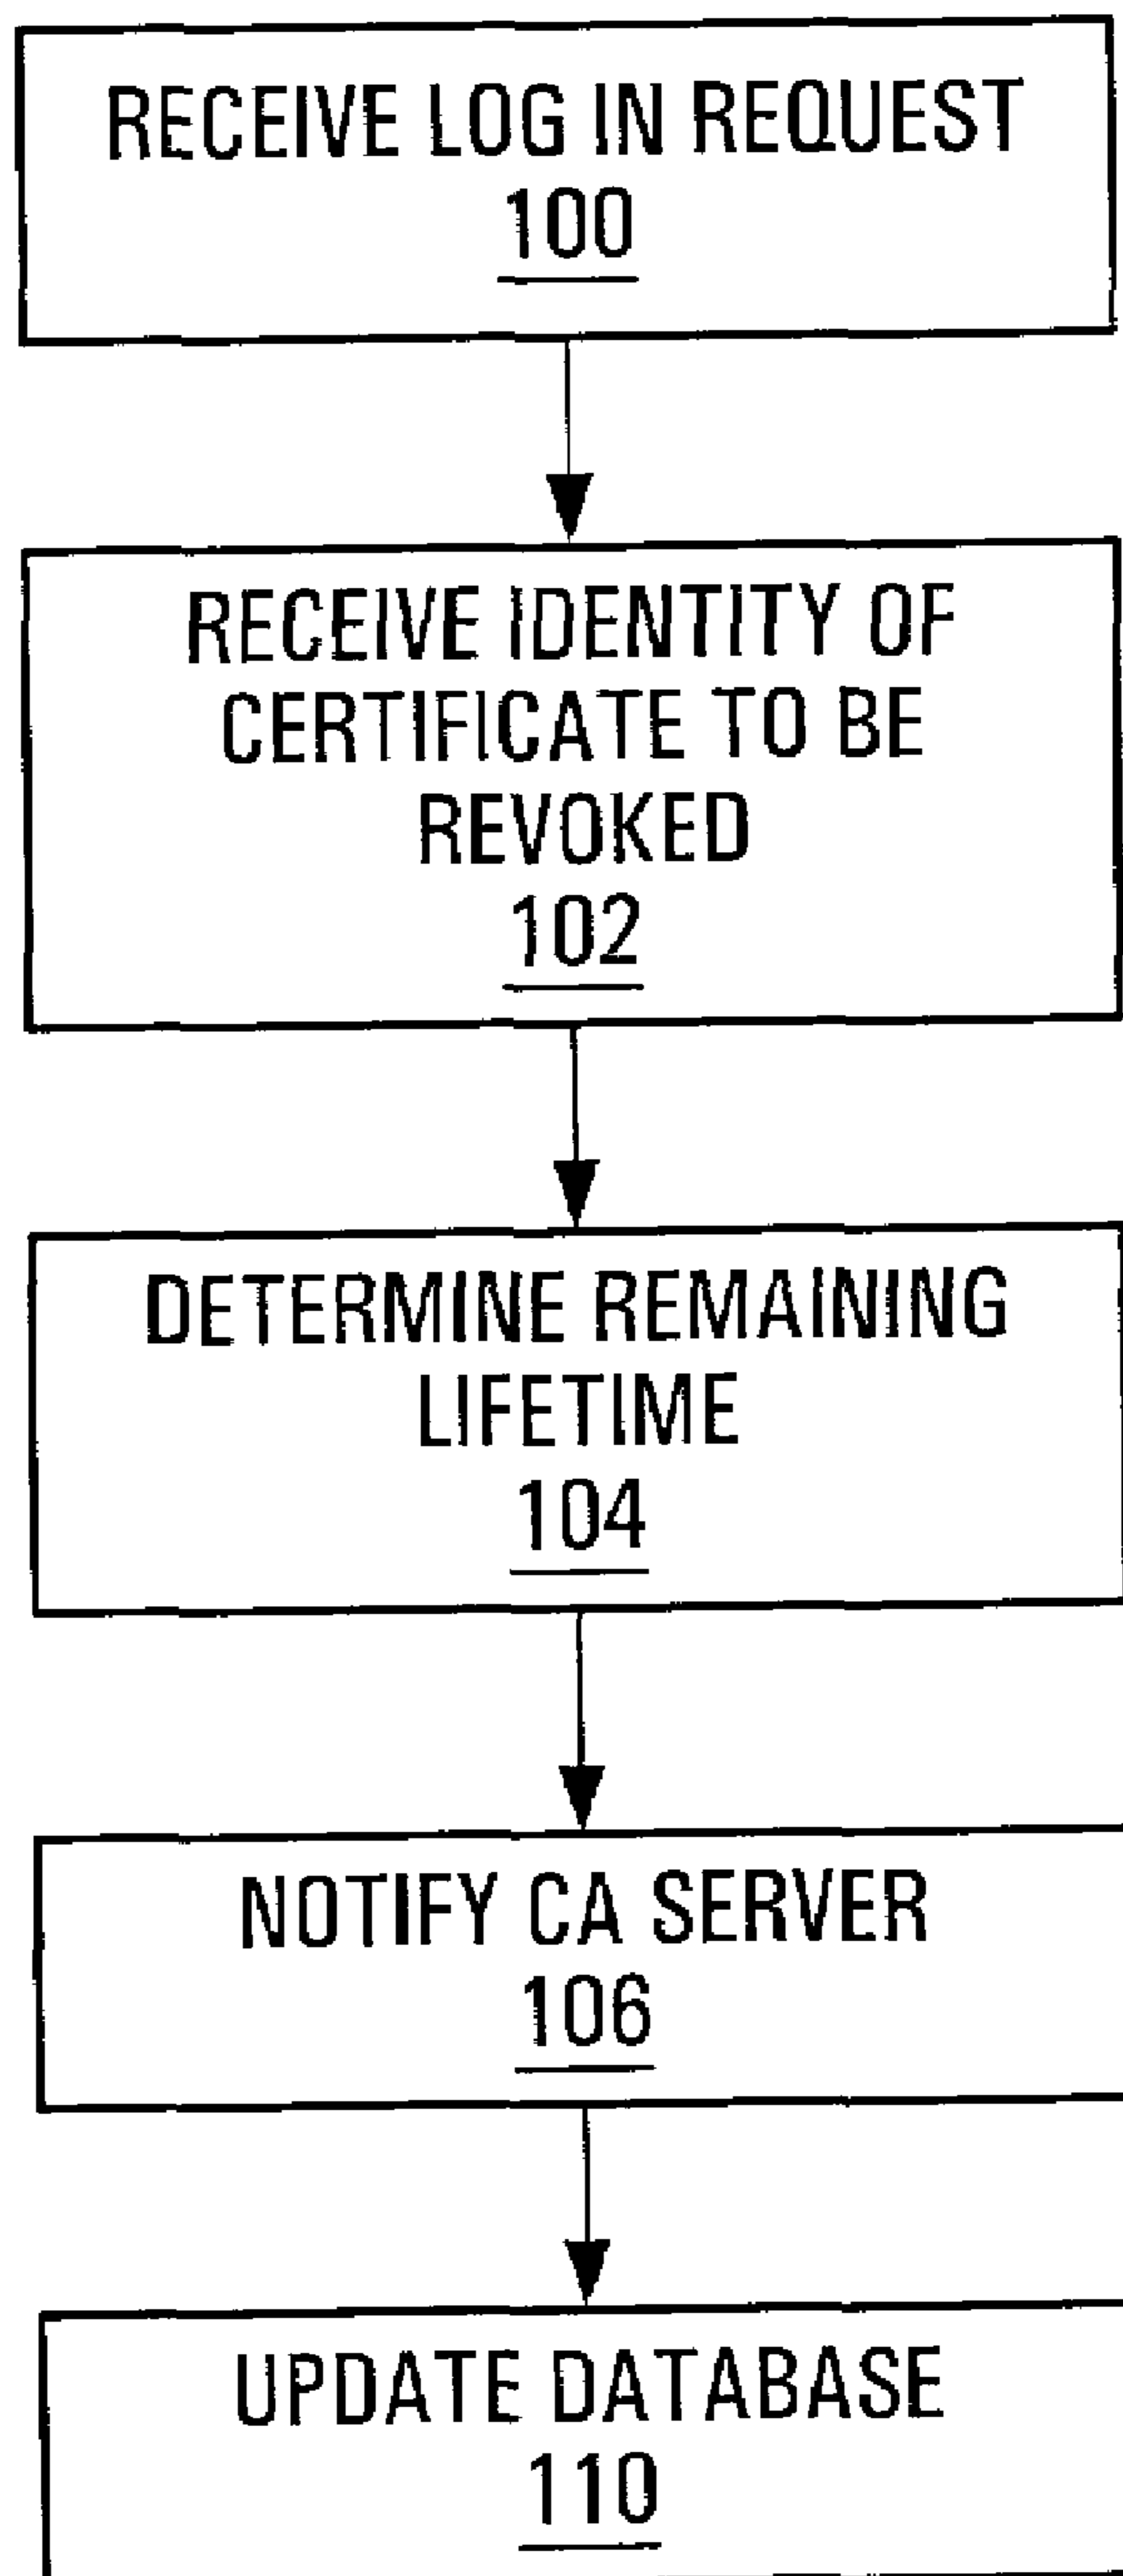 RECEIVE LOG IN REQUEST
100
RECEIVE IDENTITY OF
CERTIFICATE TO BE
REVOKED
102
DETERMINE REMAINING
LIFETIME
104
NOTIFY CA SERVER
106
UPDATE DATABASE
110